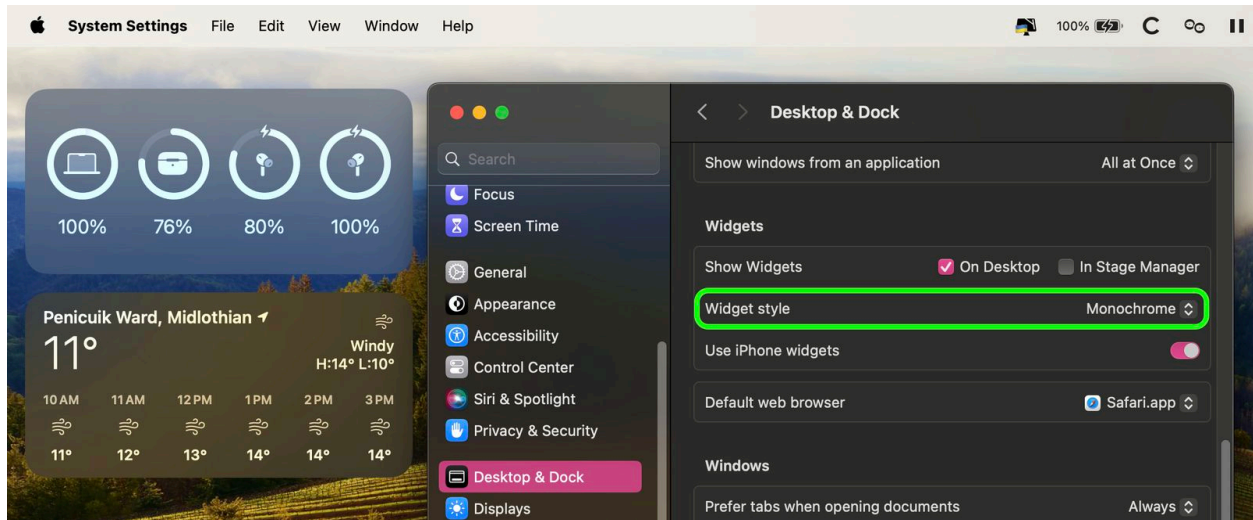 System Settings File Edit View Window Help 100%
100% 76% 80% 100%
Penicuik Ward, Midlothian
11°
Windy
H:14° L:10°
10 AM 11 AM 12 PM 1 PM 2 PM 3 PM
11° 12° 13° 14° 14° 14°
Search
Focus
Screen Time
General
Appearance
Accessibility
Control Center
Siri & Spotlight
Privacy & Security
Desktop & Dock
Displays
Desktop & Dock
Show windows from an application All at Once
Widgets
Show Widgets On Desktop In Stage Manager
Widget style Monochrome
Use iPhone widgets
Default web browser Safari.app
Windows
Prefer tabs when opening documents Always